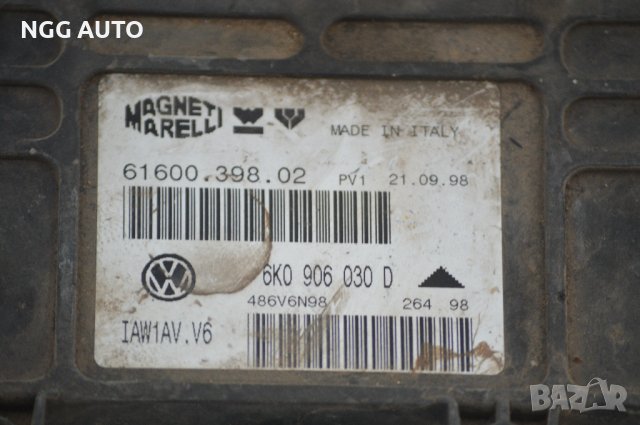 NGG AUTO
MAGNETI
MARELLI
MADE IN ITALY
61600.398.02 PV1 21.09.98
6K0 906 030 D
486V6N98 264 98
IAW1AV.V6
BAZAR